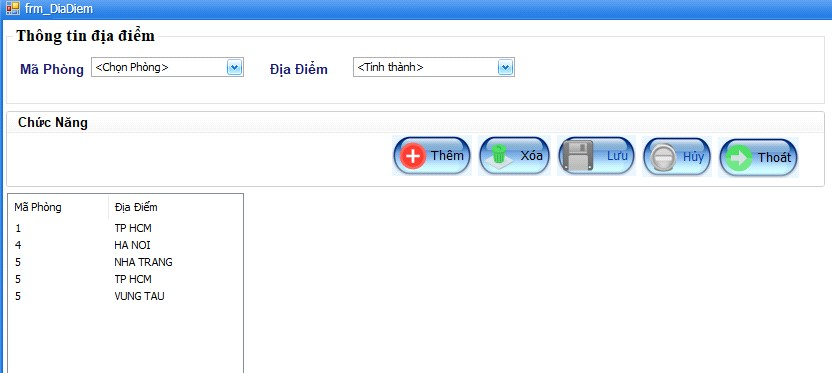 frm_DiaDiem
Thông tin địa điểm
Mã Phòng <Chọn Phòng> Địa Điểm <Tỉnh thành>
Chức Năng
Thêm Xóa Lưu Hủy Thoát
Mã Phòng Địa Điểm
1 TP HCM
4 HA NOI
5 NHA TRANG
5 TP HCM
5 VUNG TAU